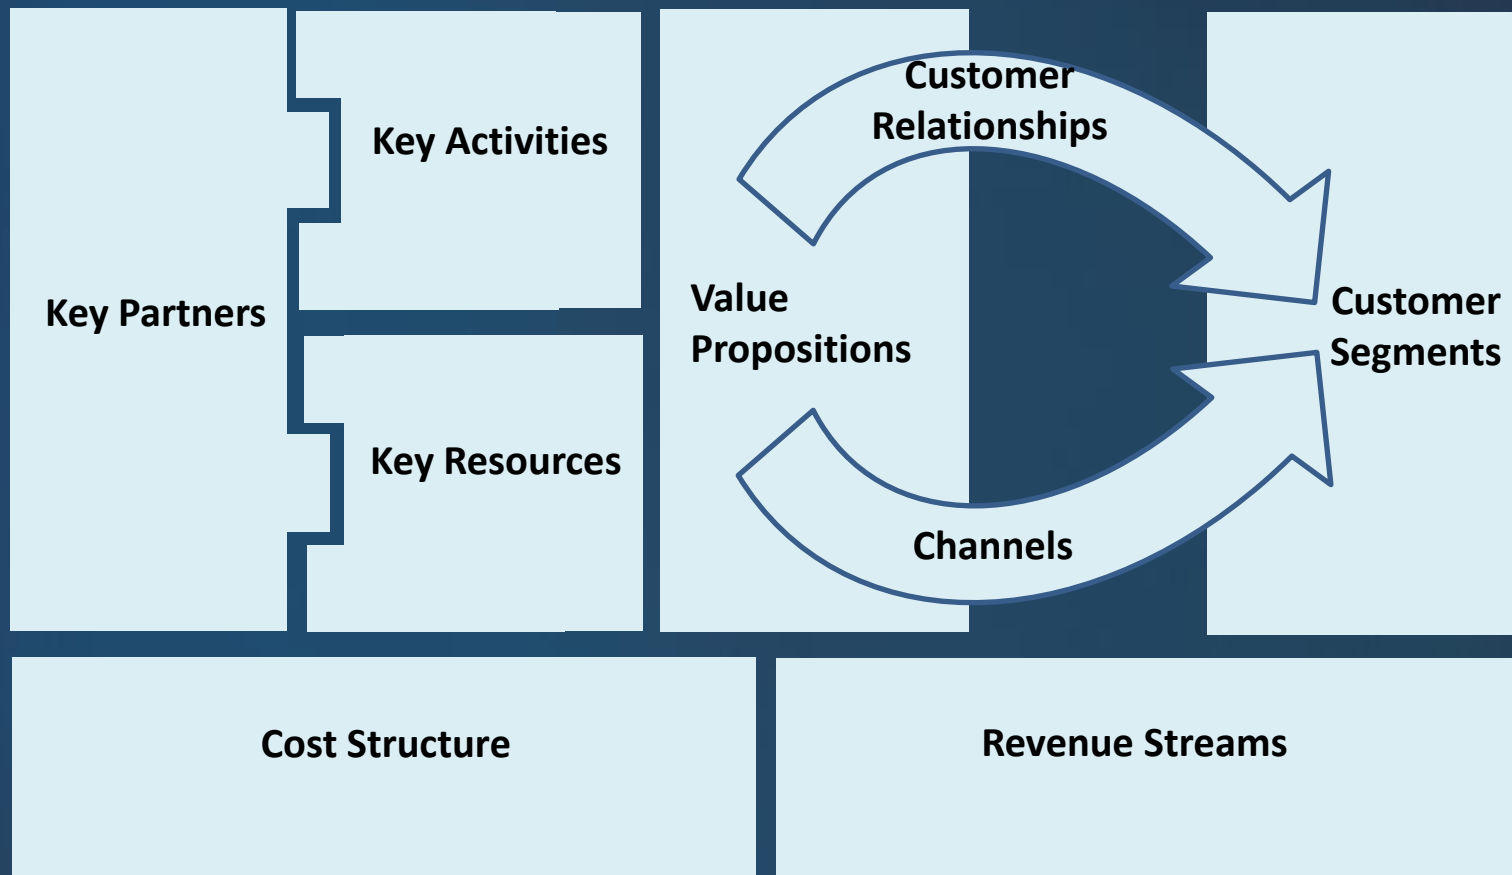 Key Partners
Key Activities
Key Resources
Value
Propositions
Customer
Relationships
Channels
Customer
Segments
Cost Structure
Revenue Streams